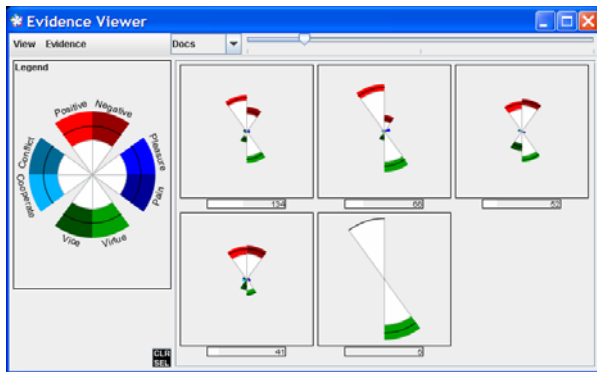 Evidence Viewer
View Evidence Docs
Legend
Positive Negative
Conflict Pleasure
Cooperate Pain
Vice Virtue
134
66
52
41
5
CLR
SEL